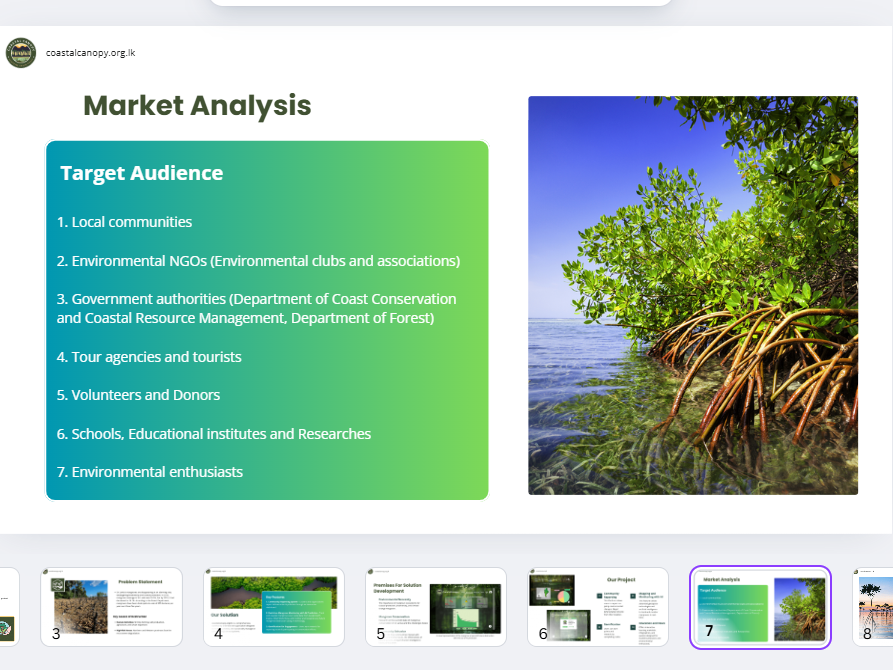 coastalcanopy.org.lk
Market Analysis
Target Audience
1. Local communities
2. Environmental NGOs (Environmental clubs and associations)
3. Government authorities (Department of Coast Conservation
and Coastal Resource Management, Department of Forest)
4. Tour agencies and tourists
5. Volunteers and Donors
6. Schools, Educational institutes and Researches
7. Environmental enthusiasts
Problem Statement
3
Our Solution
4
Premises For Solution
Development
5
Our Project
6
Market Analysis
Target Audience
7
8